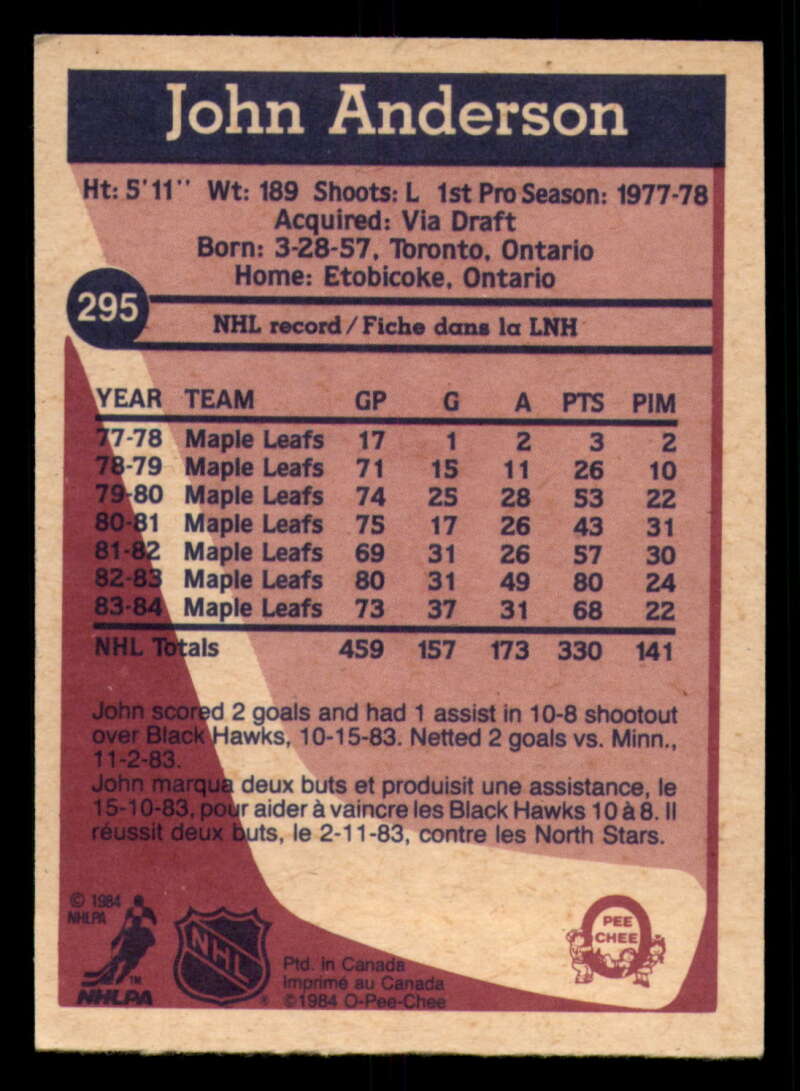 John Anderson
Ht: 5'11" Wt: 189 Shoots: L 1st Pro Season: 1977-78
Acquired: Via Draft
Born: 3-28-57, Toronto, Ontario
Home: Etobicoke, Ontario
295
NHL record/Fiche dans la LNH
YEAR TEAM GP G A PTS PIM
77-78 Maple Leafs 17 1 2 3 2
78-79 Maple Leafs 71 15 11 26 10
79-80 Maple Leafs 74 25 28 53 22
80-81 Maple Leafs 75 17 26 43 31
81-82 Maple Leafs 69 31 26 57 30
82-83 Maple Leafs 80 31 49 80 24
83-84 Maple Leafs 73 37 31 68 22
NHL Totals 459 157 173 330 141
John scored 2 goals and had 1 assist in 10-8 shootout
over Black Hawks, 10-15-83. Netted 2 goals vs. Minn.,
11-2-83.
John marqua deux buts et produisit une assistance, le
15-10-83, pour aider à vaincre les Black Hawks 10 à 8. Il
réussit deux buts, le 2-11-83, contre les North Stars.
© 1984
NHLPA
TM
NHLPA
NHL
®
Ptd. in Canada
Imprimé au Canada
©1984 O-Pee-Chee
PEE
CHEE